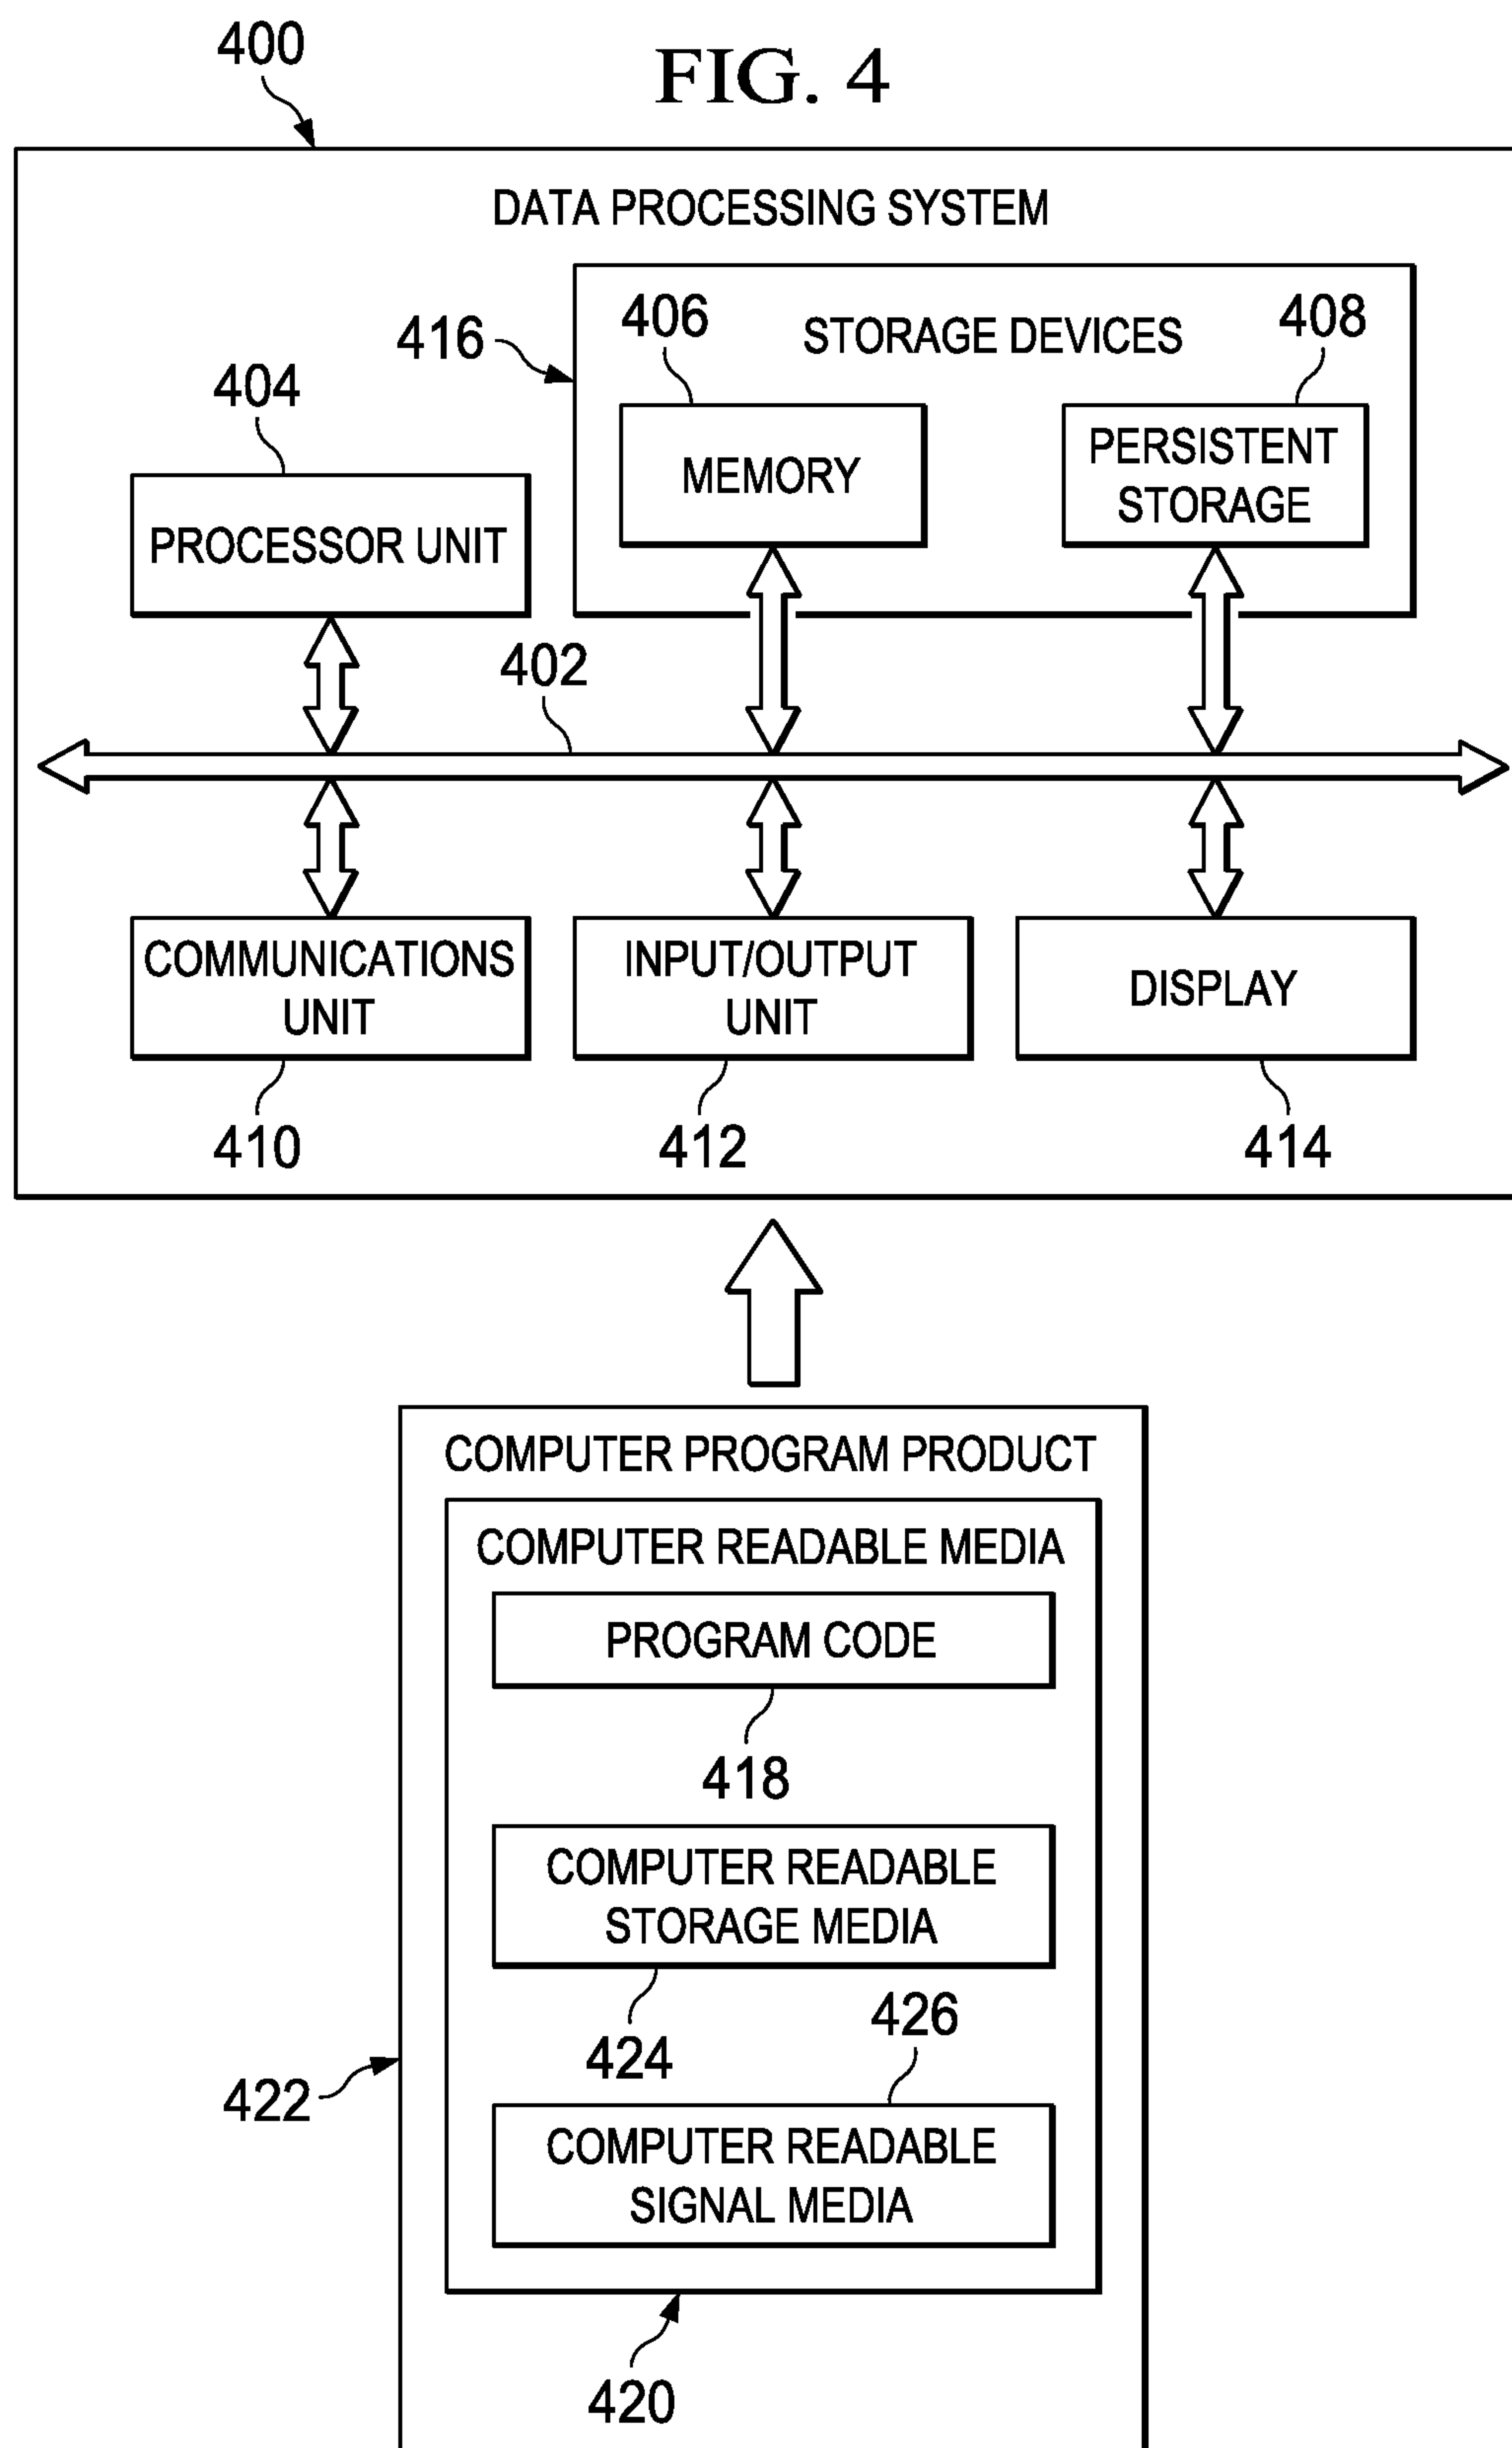 400
FIG. 4
DATA PROCESSING SYSTEM
416
406
STORAGE DEVICES
408
404
MEMORY
PERSISTENT
STORAGE
PROCESSOR UNIT
402
COMMUNICATIONS
UNIT
INPUT/OUTPUT
UNIT
DISPLAY
410
412
414
COMPUTER PROGRAM PRODUCT
COMPUTER READABLE MEDIA
PROGRAM CODE
418
COMPUTER READABLE
STORAGE MEDIA
424
426
422
COMPUTER READABLE
SIGNAL MEDIA
420